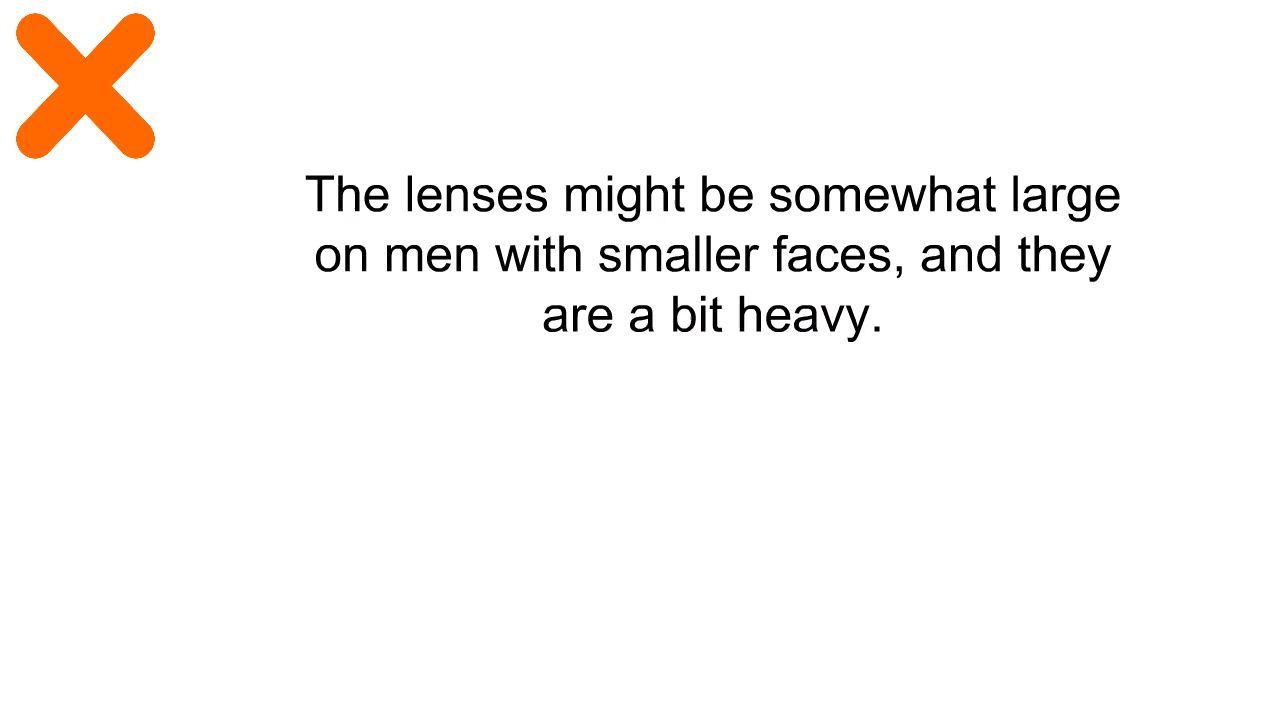 The lenses might be somewhat large
on men with smaller faces, and they
are a bit heavy.